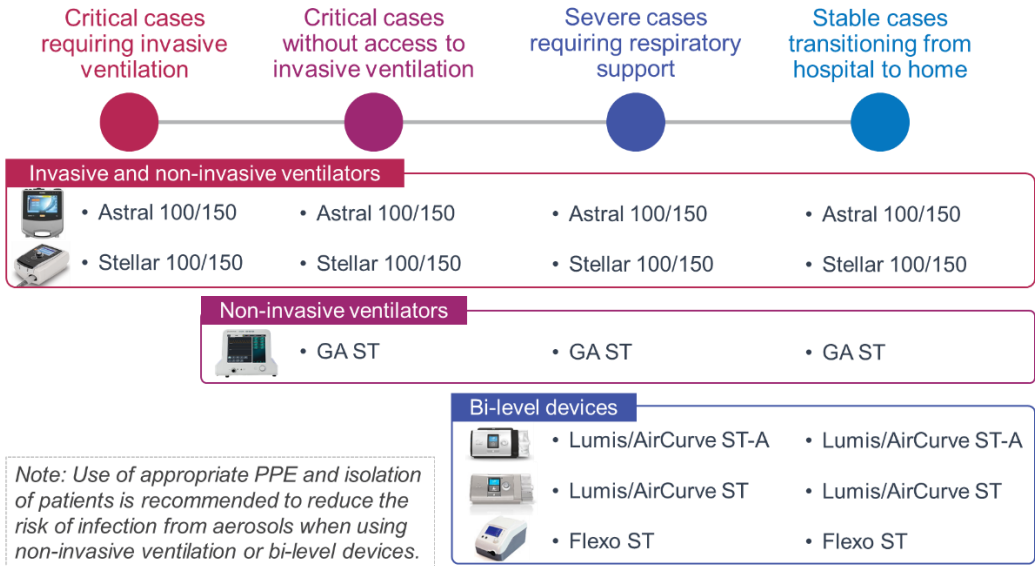 Critical cases
requiring invasive
ventilation
Critical cases
without access to
invasive ventilation
Severe cases
requiring respiratory
support
Stable cases
transitioning from
hospital to home
Invasive and non-invasive ventilators
• Astral 100/150 • Astral 100/150 • Astral 100/150 • Astral 100/150
• Stellar 100/150 • Stellar 100/150 • Stellar 100/150 • Stellar 100/150
Non-invasive ventilators
• GA ST • GA ST • GA ST
Bi-level devices
• Lumis/AirCurve ST-A • Lumis/AirCurve ST-A
• Lumis/AirCurve ST • Lumis/AirCurve ST
• Flexo ST • Flexo ST
Note: Use of appropriate PPE and isolation
of patients is recommended to reduce the
risk of infection from aerosols when using
non-invasive ventilation or bi-level devices.